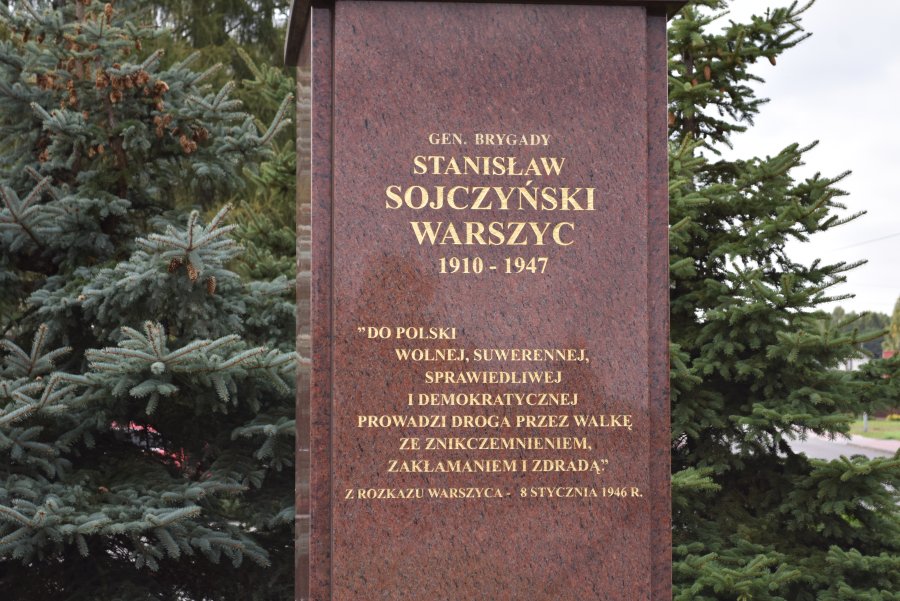 GEN. BRYGADY
STANISŁAW
SOJCZYŃSKI
WARSZYC
1910 - 1947
"DO POLSKI
WOLNEJ, SUWERENNEJ,
SPRAWIEDLIWEJ
I DEMOKRATYCZNEJ
PROWADZI DROGA PRZEZ WALKĘ
ZE ZNIKCZEMNIENIEM,
ZAKŁAMANIEM I ZDRADĄ."
Z ROZKAZU WARSZYCA - 8 STYCZNIA 1946 R.